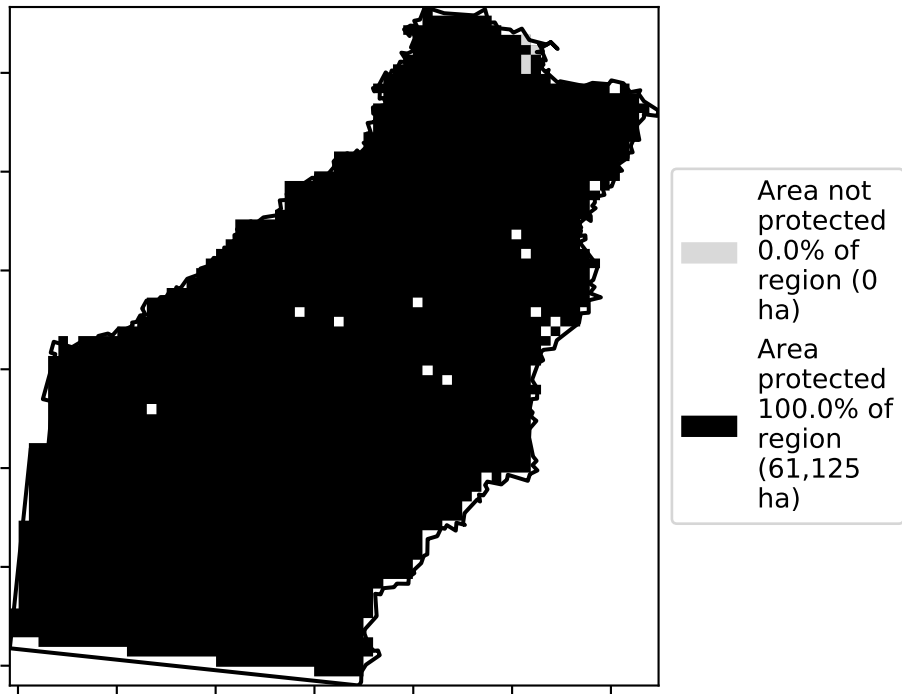 Area not
protected
0.0% of
region (0
ha)
Area
protected
100.0% of
region
(61,125
ha)